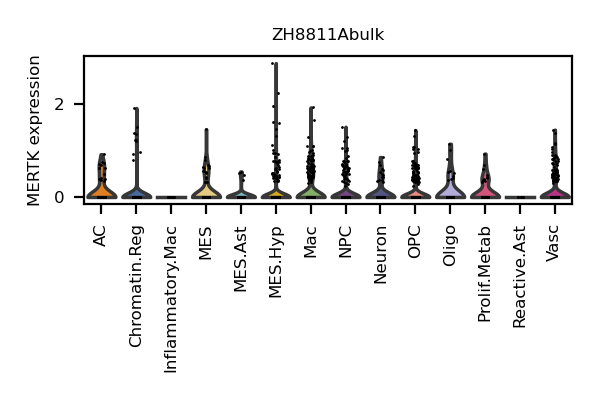 ZH8811Abulk
MERTK expression
2
0
AC
Chromatin.Reg
Inflammatory.Mac
MES
MES.Ast
MES.Hyp
Mac
NPC
Neuron
OPC
Oligo
Prolif.Metab
Reactive.Ast
Vasc